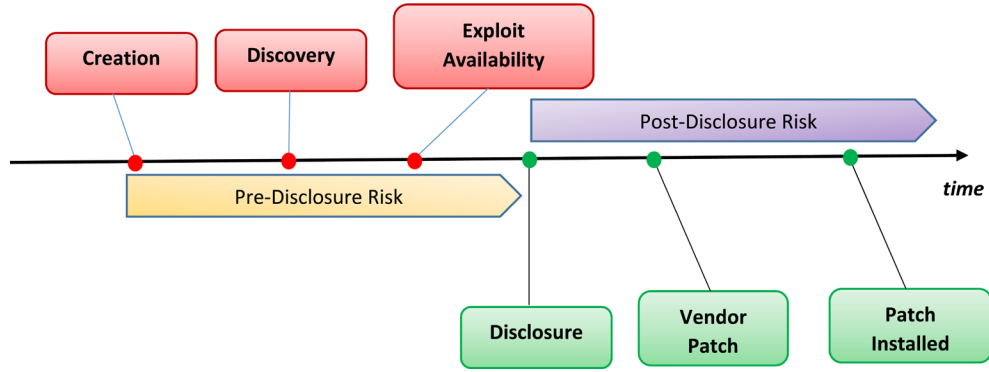 Creation
Discovery
Exploit
Availability
Post-Disclosure Risk
Pre-Disclosure Risk
time
Disclosure
Vendor
Patch
Patch
Installed